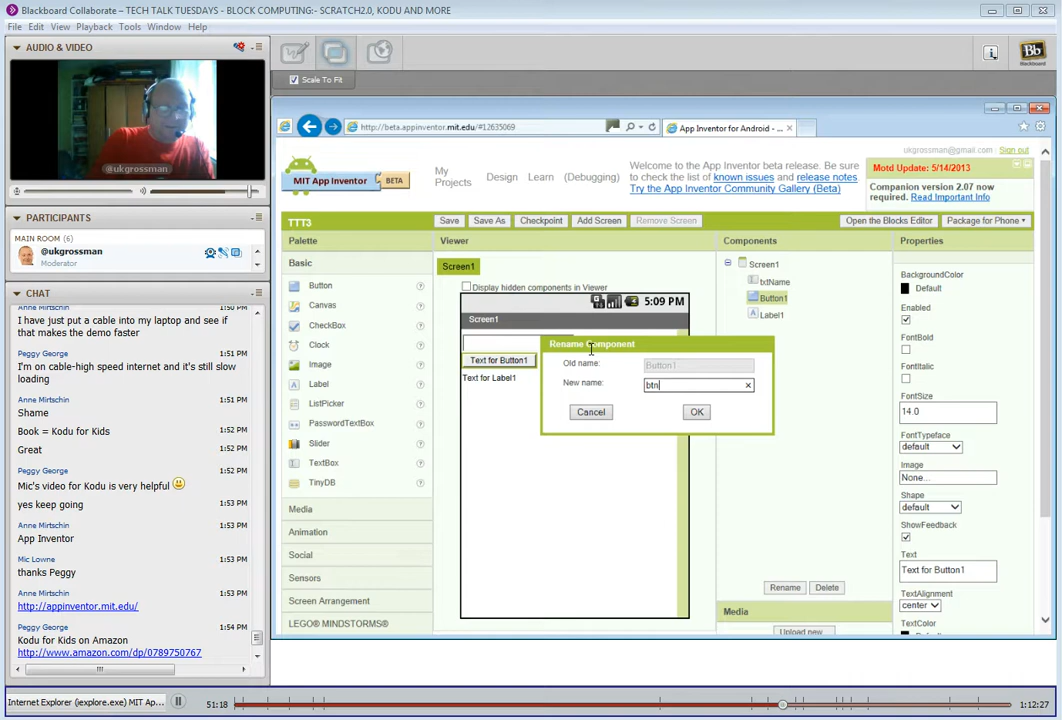 Blackboard Collaborate – TECH TALK TUESDAYS - BLOCK COMPUTING:- SCRATCH2.0, KODU AND MORE
File Edit View Playback Tools Window Help
AUDIO & VIDEO
@ukgrossman
PARTICIPANTS
MAIN ROOM (6)
@ukgrossman
Moderator
CHAT
Anne Mirtschin 1:51 PM
I have just put a cable into my laptop and see if
that makes the demo faster
Peggy George 1:51 PM
I'm on cable-high speed internet and it's still slow
loading
Anne Mirtschin 1:52 PM
Shame
Book = Kodu for Kids
Great
Peggy George 1:52 PM
Mic's video for Kodu is very helpful
yes keep going
Anne Mirtschin 1:53 PM
App Inventor
Mic Lowne 1:53 PM
thanks Peggy
Anne Mirtschin 1:53 PM
http://appinventor.mit.edu/
Peggy George 1:54 PM
Kodu for Kids on Amazon
http://www.amazon.com/dp/0789750767
Scale To Fit
i
Bb
Blackboard
http://beta.appinventor.mit.edu/#12635069
App Inventor for Android - ...
ukgrossman@gmail.com Sign out
MIT App Inventor BETA
My Projects Design Learn (Debugging)
Welcome to the App Inventor beta release. Be sure
to check the list of known issues and release notes
Try the App Inventor Community Gallery (Beta)
Motd Update: 5/14/2013
Companion version 2.07 now
required. Read Important Info
TTT3
Save Save As Checkpoint Add Screen Remove Screen Open the Blocks Editor Package for Phone
Palette
Basic
Button ?
Canvas ?
CheckBox ?
Clock ?
Image ?
Label ?
ListPicker ?
PasswordTextBox ?
Slider ?
TextBox ?
TinyDB ?
Media
Animation
Social
Sensors
Screen Arrangement
LEGO® MINDSTORMS®
Viewer
Screen1
Display hidden components in Viewer
5:09 PM
Screen1
Text for Button1
Text for Label1
Rename Component
Old name: Button1
New name: btn
Cancel OK
Components
Screen1
txtName
Button1
Label1
Rename Delete
Media
Upload new ...
Properties
BackgroundColor
Default
Enabled
FontBold
FontItalic
FontSize
14.0
FontTypeface
default
Image
None...
Shape
default
ShowFeedback
Text
Text for Button1
TextAlignment
center
TextColor
Internet Explorer (iexplore.exe) MIT Ap...
51:18
1:12:27